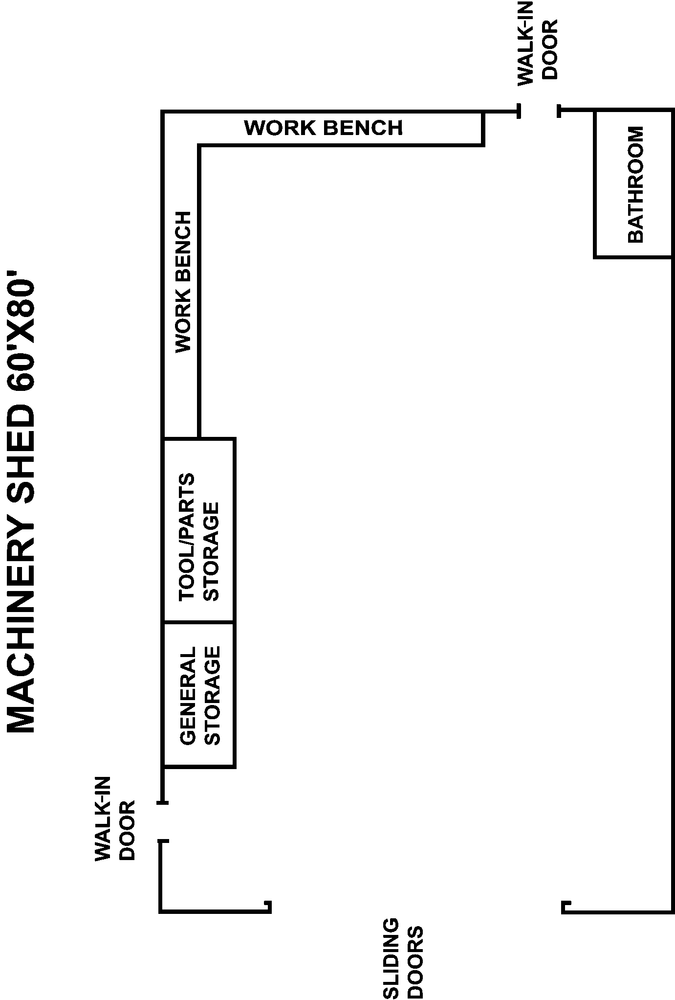 MACHINERY SHED 60'X80'
WALK-IN
DOOR
GENERAL
STORAGE
TOOL/PARTS
STORAGE
WORK BENCH
WORK BENCH
WALK-IN
DOOR
BATHROOM
SLIDING
DOORS